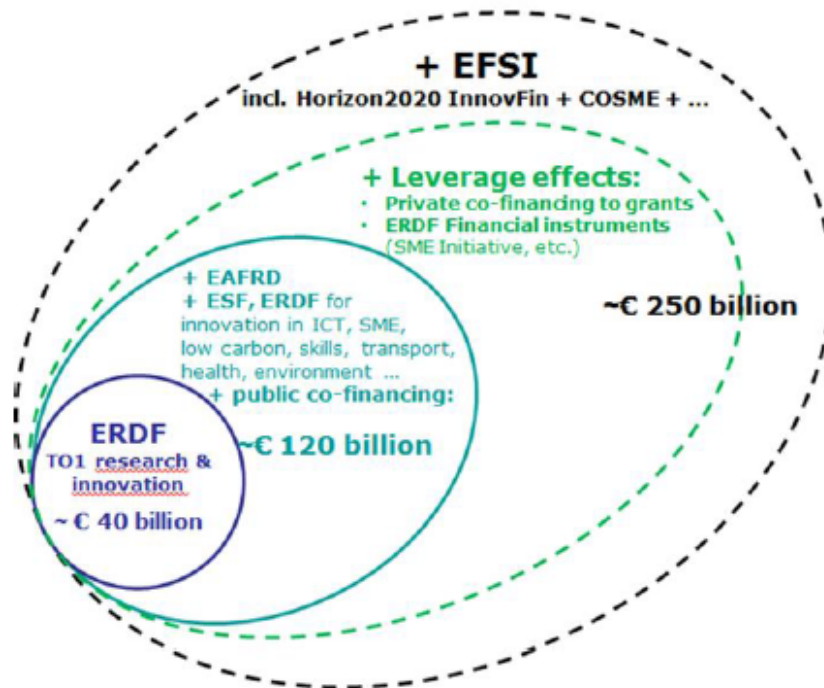 + EFSI
incl. Horizon2020 InnovFin + COSME + ...
+ Leverage effects:
• Private co-financing to grants
• ERDF Financial instruments
(SME Initiative, etc.)
+ EAFRD
+ ESF, ERDF for
innovation in ICT, SME,
low carbon, skills, transport,
health, environment ...
+ public co-financing:
~€ 120 billion
~€ 250 billion
ERDF
TO1 research &
innovation
~ € 40 billion